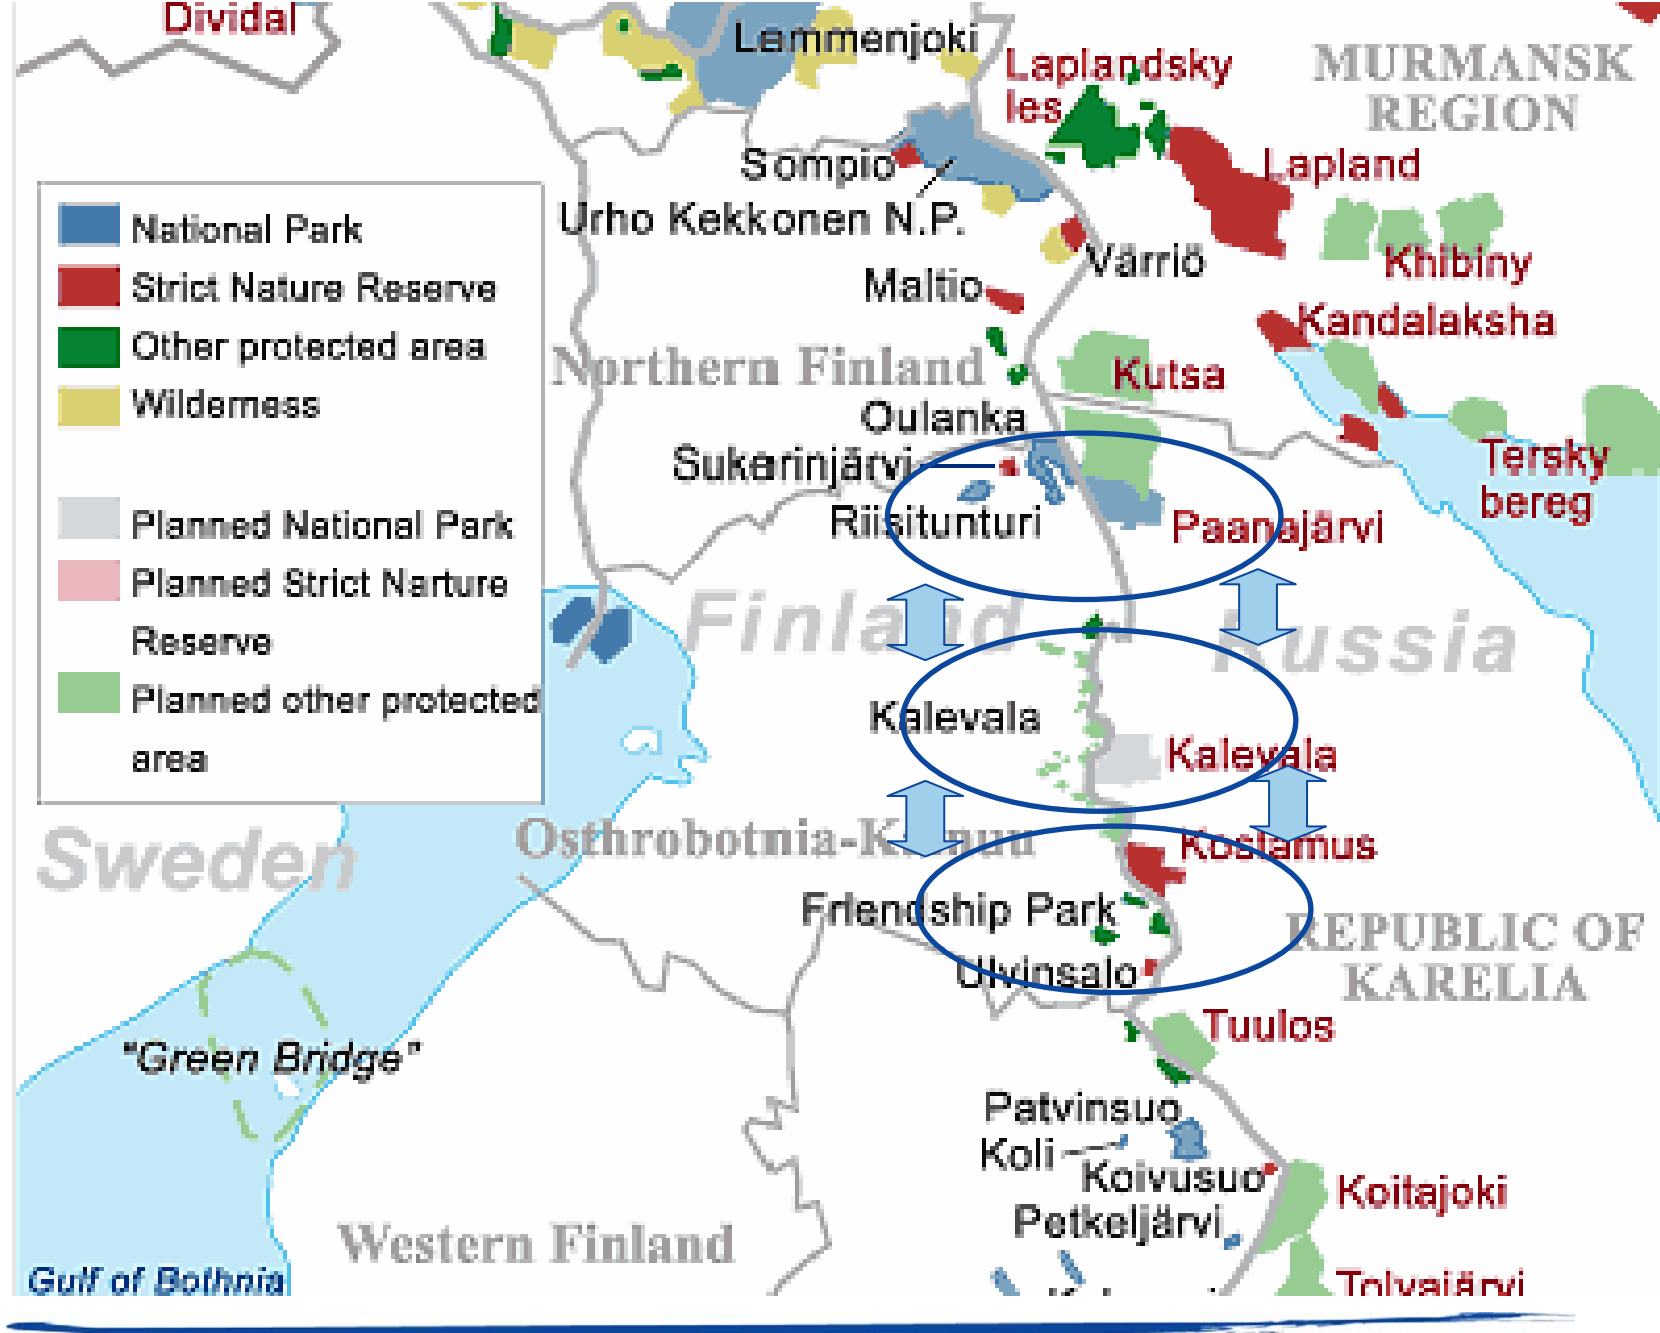 Dividal
Lemmenjoki
Laplandsky
les
MURMANSK
REGION
Sompio
Lapland
Urho Kekkonen N.P.
Khibiny
Värriö
Maltio
Kandalaksha
National Park
Strict Nature Reserve
Other protected area
Wilderness
Planned National Park
Planned Strict Narture
Reserve
Planned other protected
area
Northern Finland
Kutsa
Oulanka
Sukerinjärvi
Tersky
bereg
Riisitunturi
Paanajärvi
Finland
Russia
Kalevala
Kalevala
Sweden
Osthrobotnia-Kainuu
Kostamus
Friendship Park
REPUBLIC OF
KARELIA
Ulvinsalo
Tuulos
"Green Bridge"
Patvinsuo
Koli
Koivusuo
Koitajoki
Petkeljärvi
Western Finland
Gulf of Bothnia
Tolvajärvi